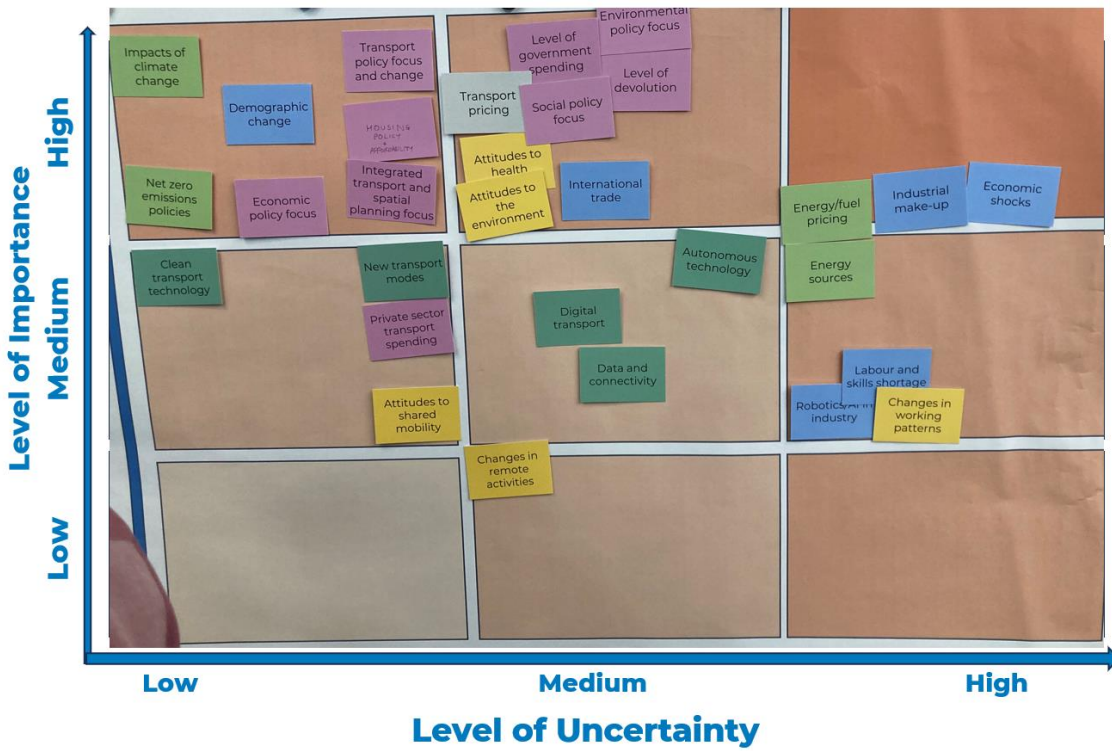 Level of Importance
High
Medium
Low
Impacts of
climate
change
Demographic
change
Transport
policy focus
and change
HOUSING
POLICY
+
AFFORDABILITY
Net zero
emissions
policies
Economic
policy focus
Integrated
transport and
spatial
planning focus
Environmental
policy focus
Level of
government
spending
Level of
devolution
Transport
pricing
Social policy
focus
Attitudes to
health
Attitudes to
the
environment
International
trade
Energy/fuel
pricing
Industrial
make-up
Economic
shocks
Clean
transport
technology
New transport
modes
Private sector
transport
spending
Attitudes to
shared
mobility
Autonomous
technology
Digital
transport
Data and
connectivity
Energy
sources
Labour and
skills shortage
Robotics/AI in
industry
Changes in
working
patterns
Changes in
remote
activities
Low
Medium
High
Level of Uncertainty